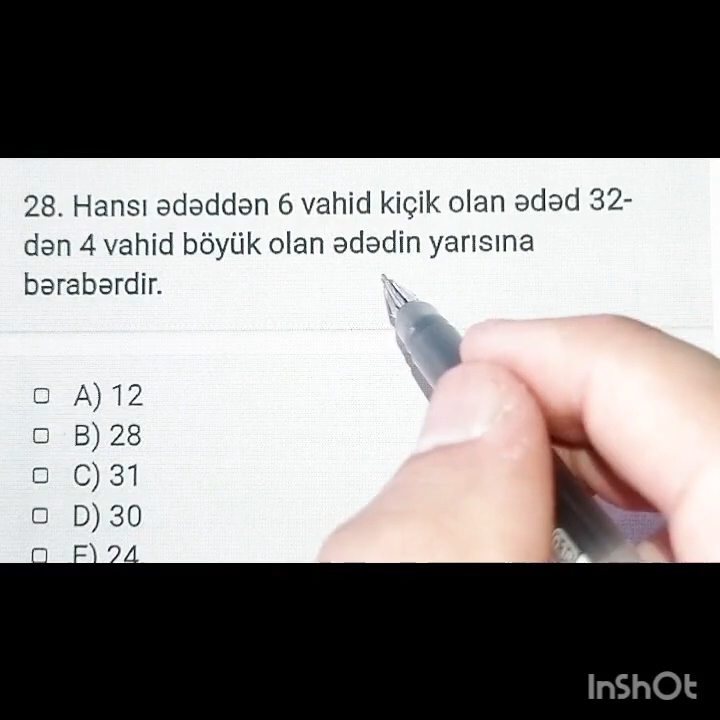 28. Hansı ədəddən 6 vahid kiçik olan ədəd 32-
dən 4 vahid böyük olan ədədin yarısına
bərabərdir.
A) 12
B) 28
C) 31
D) 30
E) 24
InShOt